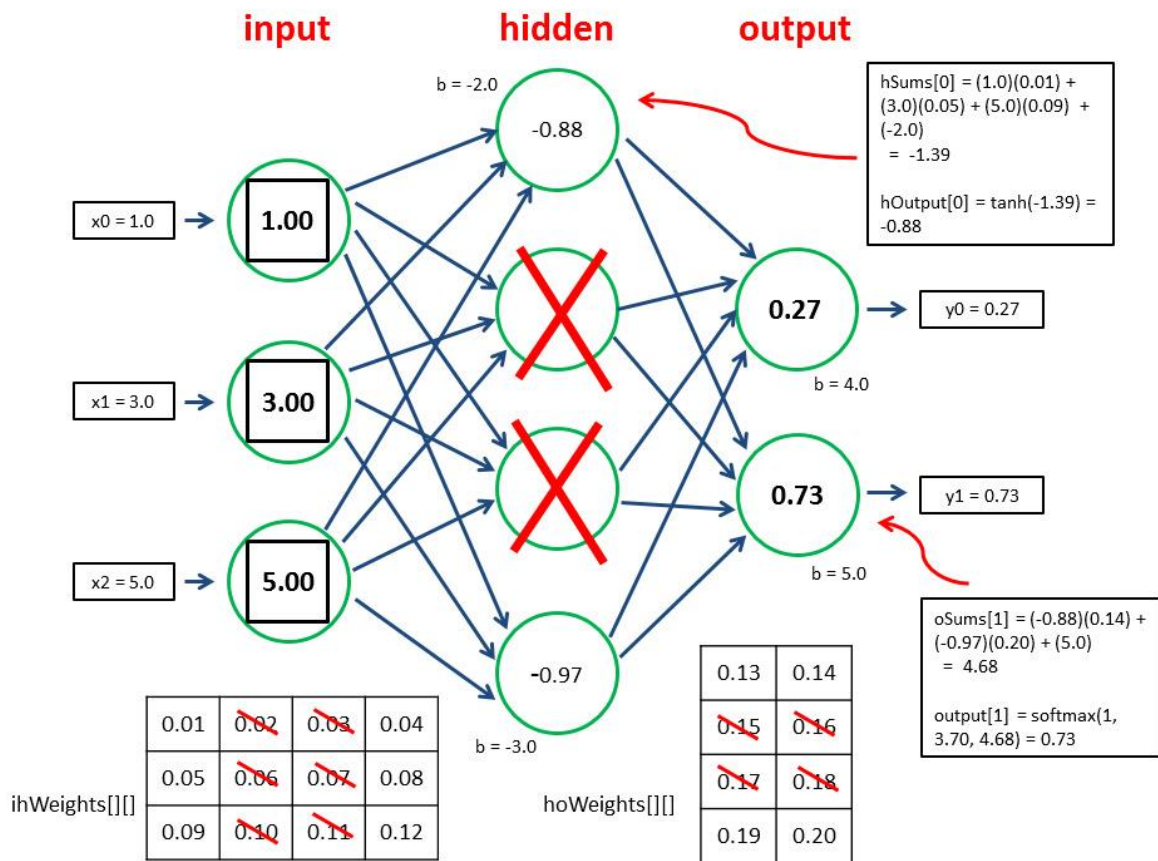 input hidden output
b = -2.0
-0.88
hSums[0] = (1.0)(0.01) +
(3.0)(0.05) + (5.0)(0.09) +
(-2.0)
= -1.39
hOutput[0] = tanh(-1.39) =
-0.88
x0 = 1.0
1.00
0.27
y0 = 0.27
b = 4.0
x1 = 3.0
3.00
0.73
y1 = 0.73
b = 5.0
x2 = 5.0
5.00
oSums[1] = (-0.88)(0.14) +
(-0.97)(0.20) + (5.0)
= 4.68
output[1] = softmax(1,
3.70, 4.68) = 0.73
-0.97
b = -3.0
ihWeights[][]
0.01 0.02 0.03 0.04
0.05 0.06 0.07 0.08
0.09 0.10 0.11 0.12
hoWeights[][]
0.13 0.14
0.15 0.16
0.17 0.18
0.19 0.20